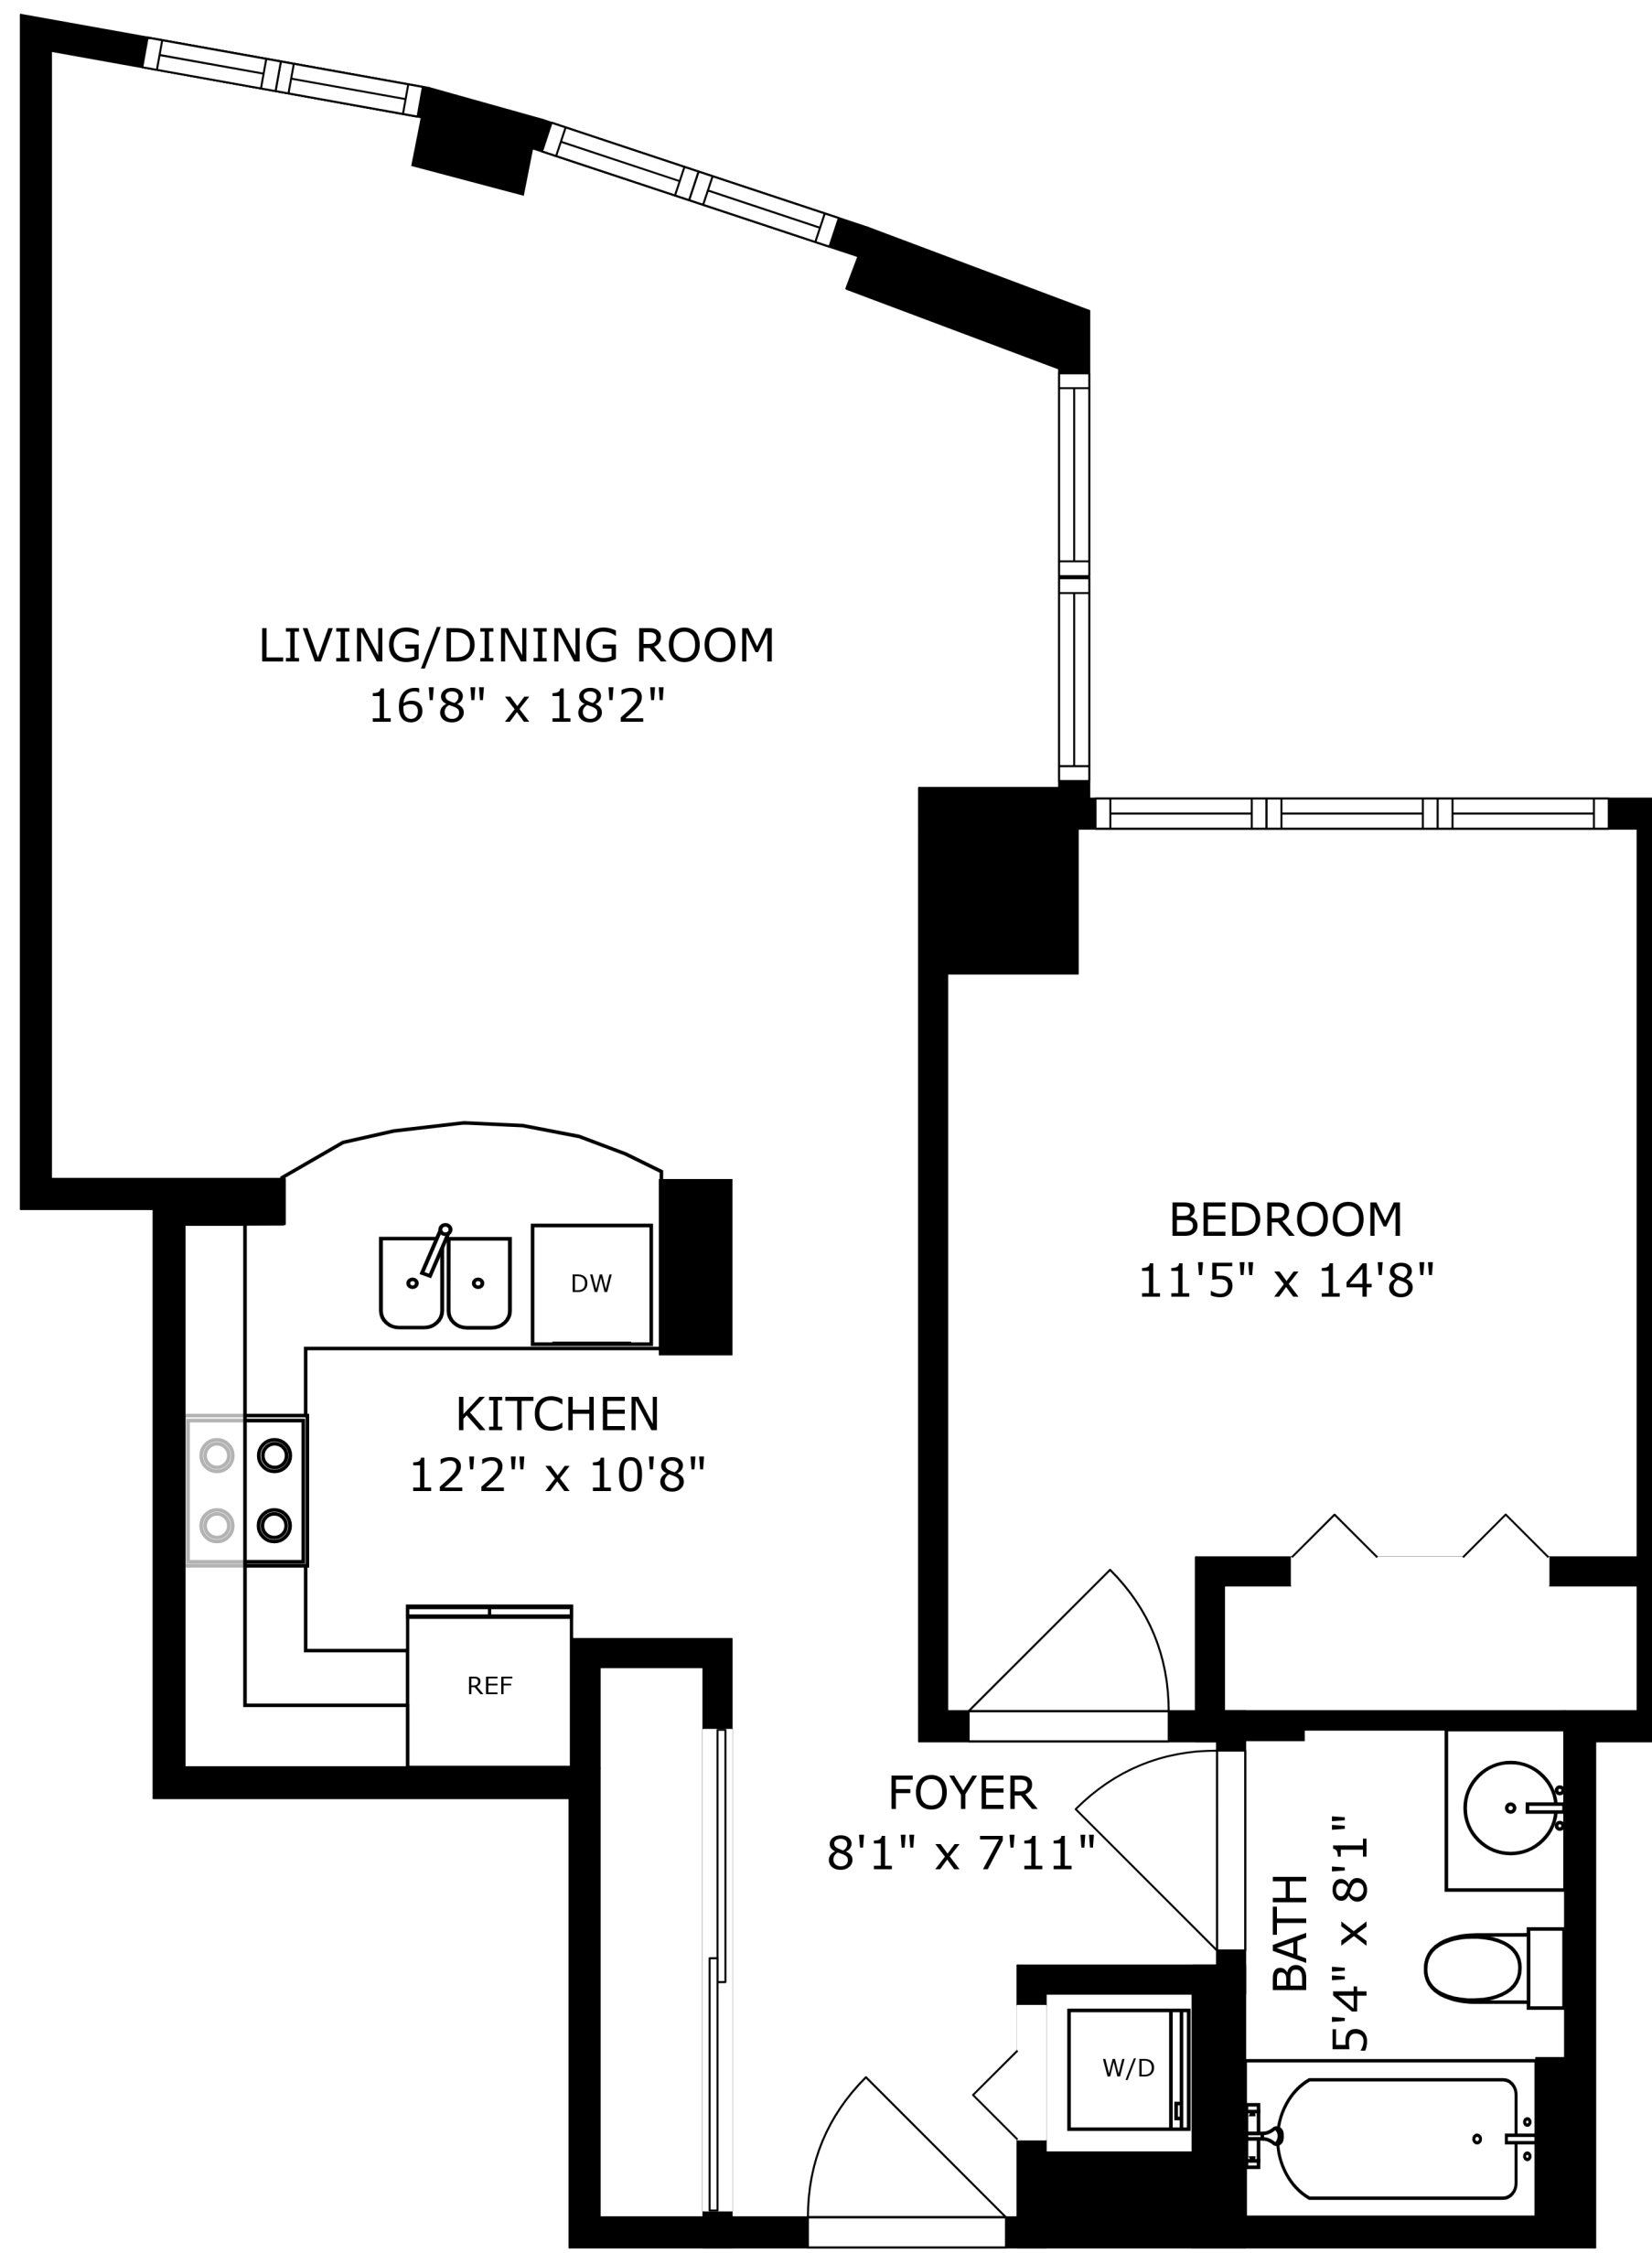 LIVING/DINING ROOM
16'8" x 18'2"
BEDROOM
11'5" x 14'8"
DW
KITCHEN
12'2" x 10'8"
REF
FOYER
8'1" x 7'11"
BATH
5'4" x 8'1"
W/D